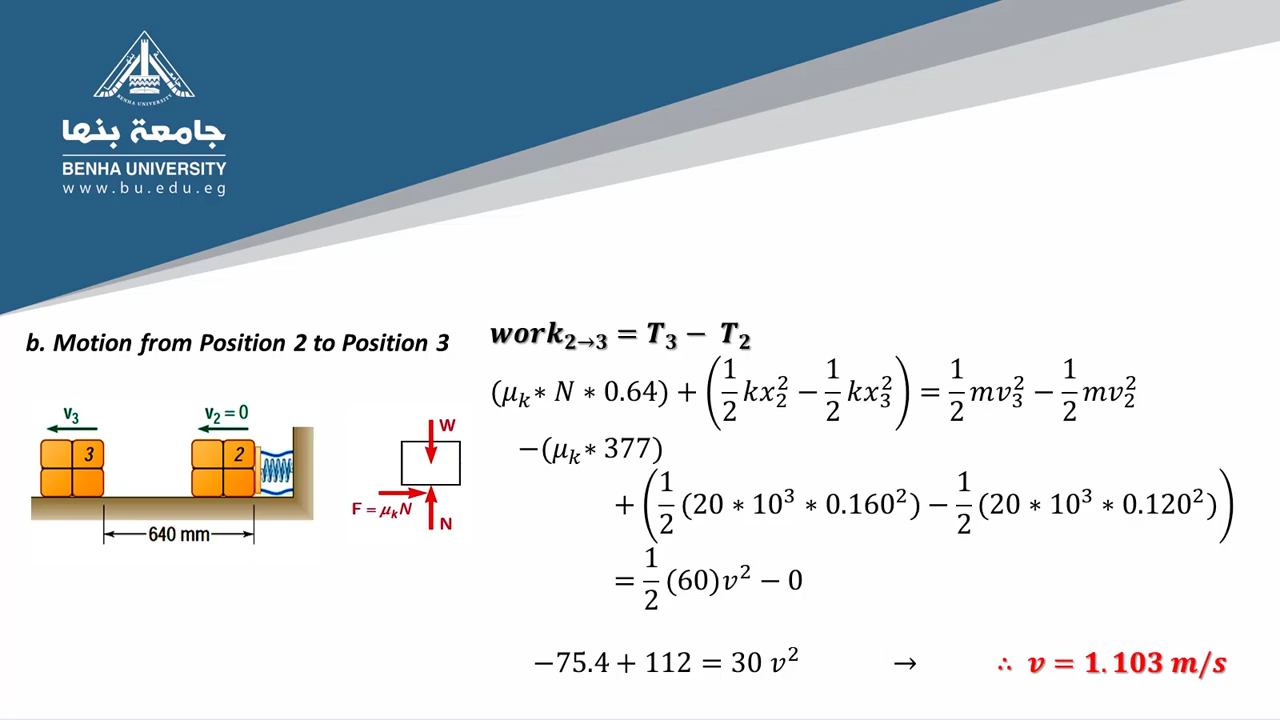 جامعة بنها
BENHA UNIVERSITY
www.bu.edu.eg
BENHA UNIVERSITY
b. Motion from Position 2 to Position 3
work₂→₃ = T₃ − T₂
(μₖ∗ N ∗ 0.64) + (1/2 kx₂² − 1/2 kx₃²) = 1/2 mv₃² − 1/2 mv₂²
−(μₖ∗ 377)
+ (1/2 (20 ∗ 10³ ∗ 0.160²) − 1/2 (20 ∗ 10³ ∗ 0.120²))
= 1/2 (60)v² − 0
−75.4 + 112 = 30 v² → ∴ v = 1.103 m/s
v₃ v₂ = 0
3 2
640 mm
W
F = μₖN
N